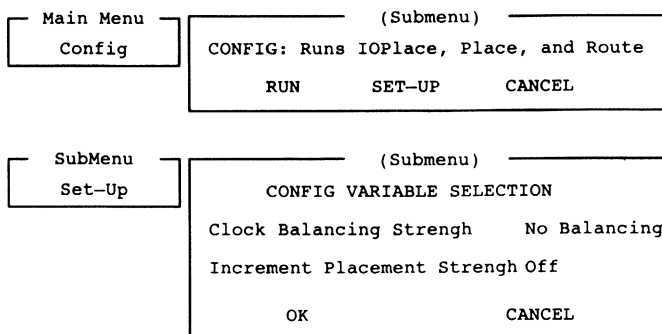 Main Menu
Config
(Submenu)
CONFIG: Runs IOPlace, Place, and Route
RUN SET—UP CANCEL
SubMenu
Set—Up
(Submenu)
CONFIG VARIABLE SELECTION
Clock Balancing Strengh No Balancing
Increment Placement Strengh Off
OK CANCEL